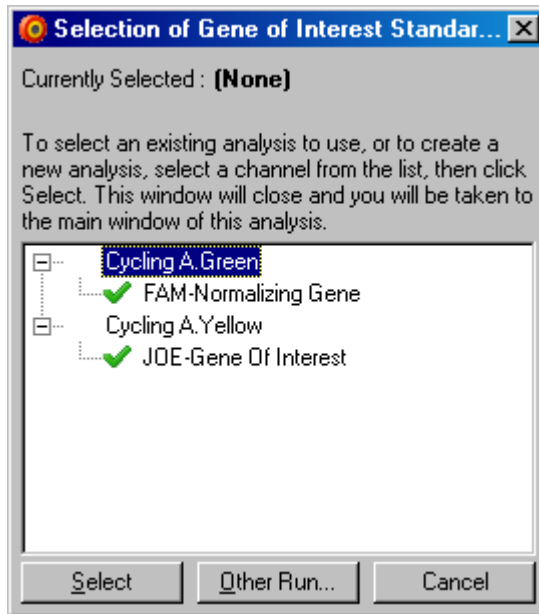 Selection of Gene of Interest Standar...
Currently Selected : (None)
To select an existing analysis to use, or to create a
new analysis, select a channel from the list, then click
Select. This window will close and you will be taken to
the main window of this analysis.
Cycling A.Green
FAM-Normalizing Gene
Cycling A.Yellow
JOE-Gene Of Interest
Select Other Run... Cancel